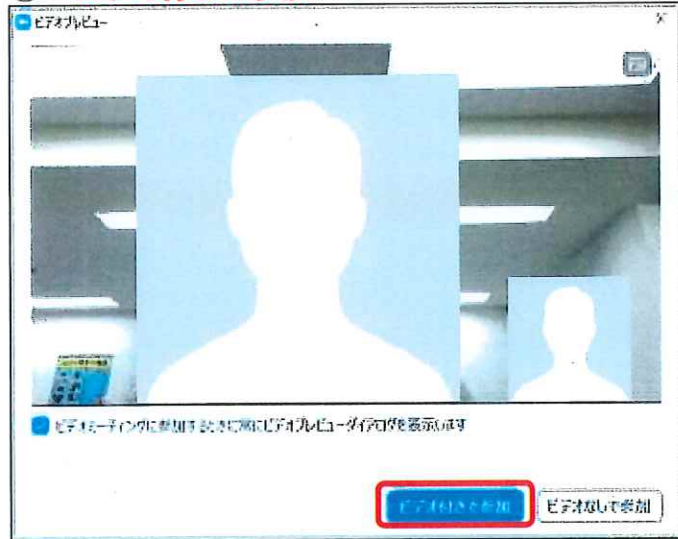 ビデオプレビュー
ビデオミーティングに参加するときに常にビデオプレビューダイアログを表示します
ビデオ付きで参加
ビデオなしで参加